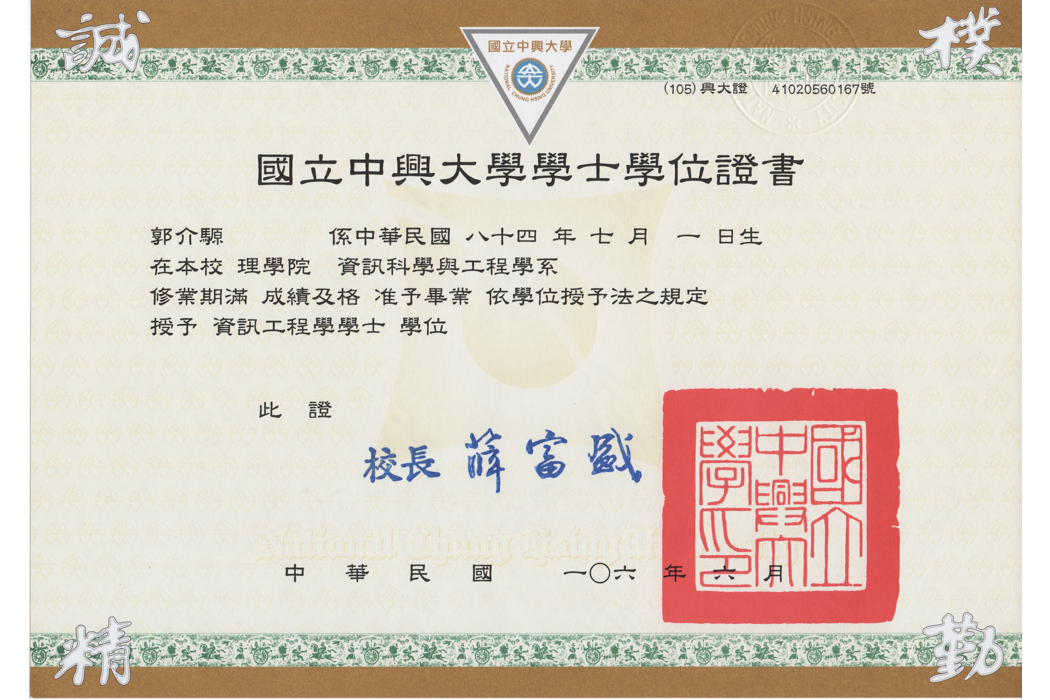 誠
樸
國立中興大學
NATIONAL CHUNG HSING UNIVERSITY
(105) 興大證 41020560167號
國立中興大學學士學位證書
郭介騵 係中華民國 八十四 年 七 月 一 日生
在本校 理學院 資訊科學與工程學系
修業期滿 成績及格 准予畢業 依學位授予法之規定
授予 資訊工程學學士 學位
此 證
校長 薛富盛
國立中興大學之印
中 華 民 國 一〇六 年 六 月
精
勤